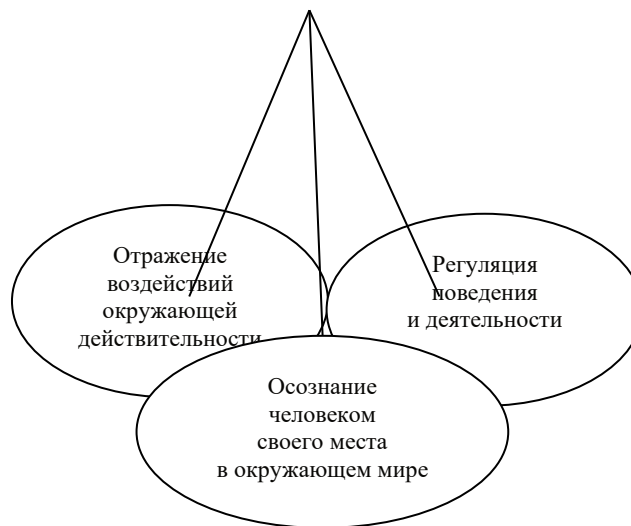 Отражение
воздействий
окружающей
действительности
Регуляция
поведения
и деятельности
Осознание
человеком
своего места
в окружающем мире